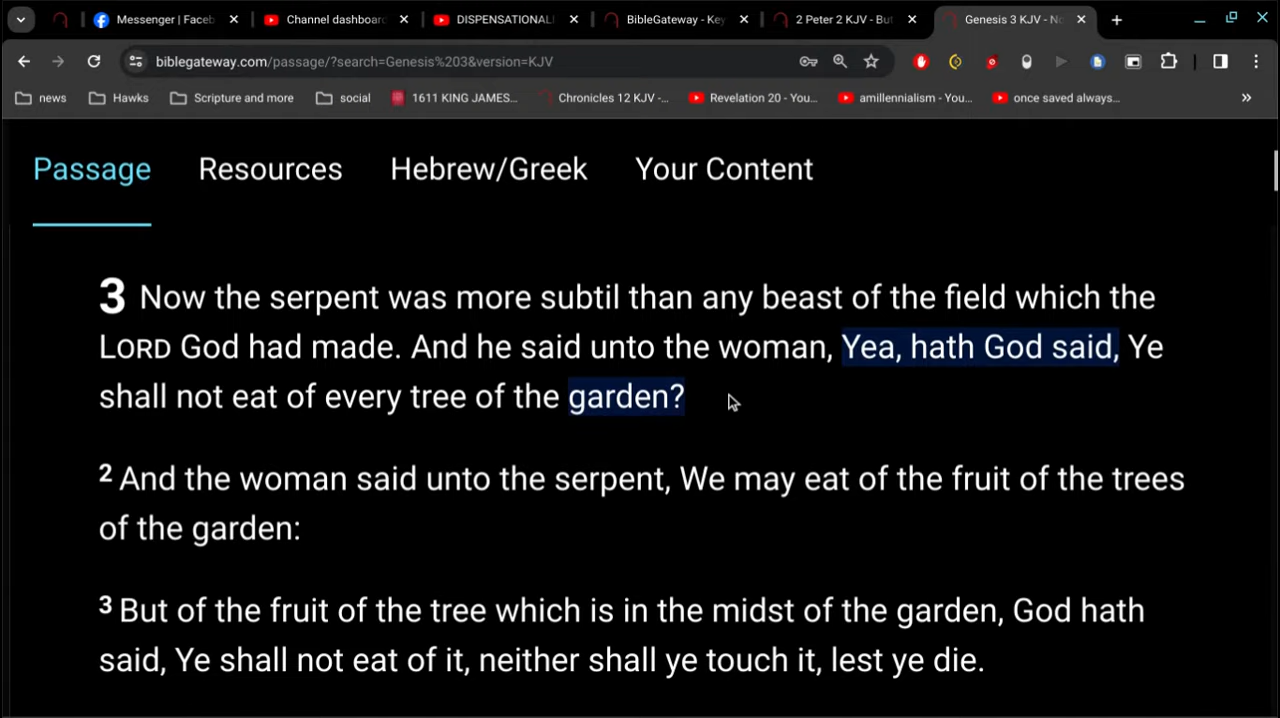 Messenger | Faceb
Channel dashboard
DISPENSATIONAL
BibleGateway - Key
2 Peter 2 KJV - But
Genesis 3 KJV - No
biblegateway.com/passage/?search=Genesis%203&version=KJV
news
Hawks
Scripture and more
social
1611 KING JAMES...
Chronicles 12 KJV -...
Revelation 20 - You...
amillennialism - You...
once saved always...
Passage
Resources
Hebrew/Greek
Your Content
3 Now the serpent was more subtil than any beast of the field which the
LORD God had made. And he said unto the woman, Yea, hath God said, Ye
shall not eat of every tree of the garden?
2 And the woman said unto the serpent, We may eat of the fruit of the trees
of the garden:
3 But of the fruit of the tree which is in the midst of the garden, God hath
said, Ye shall not eat of it, neither shall ye touch it, lest ye die.